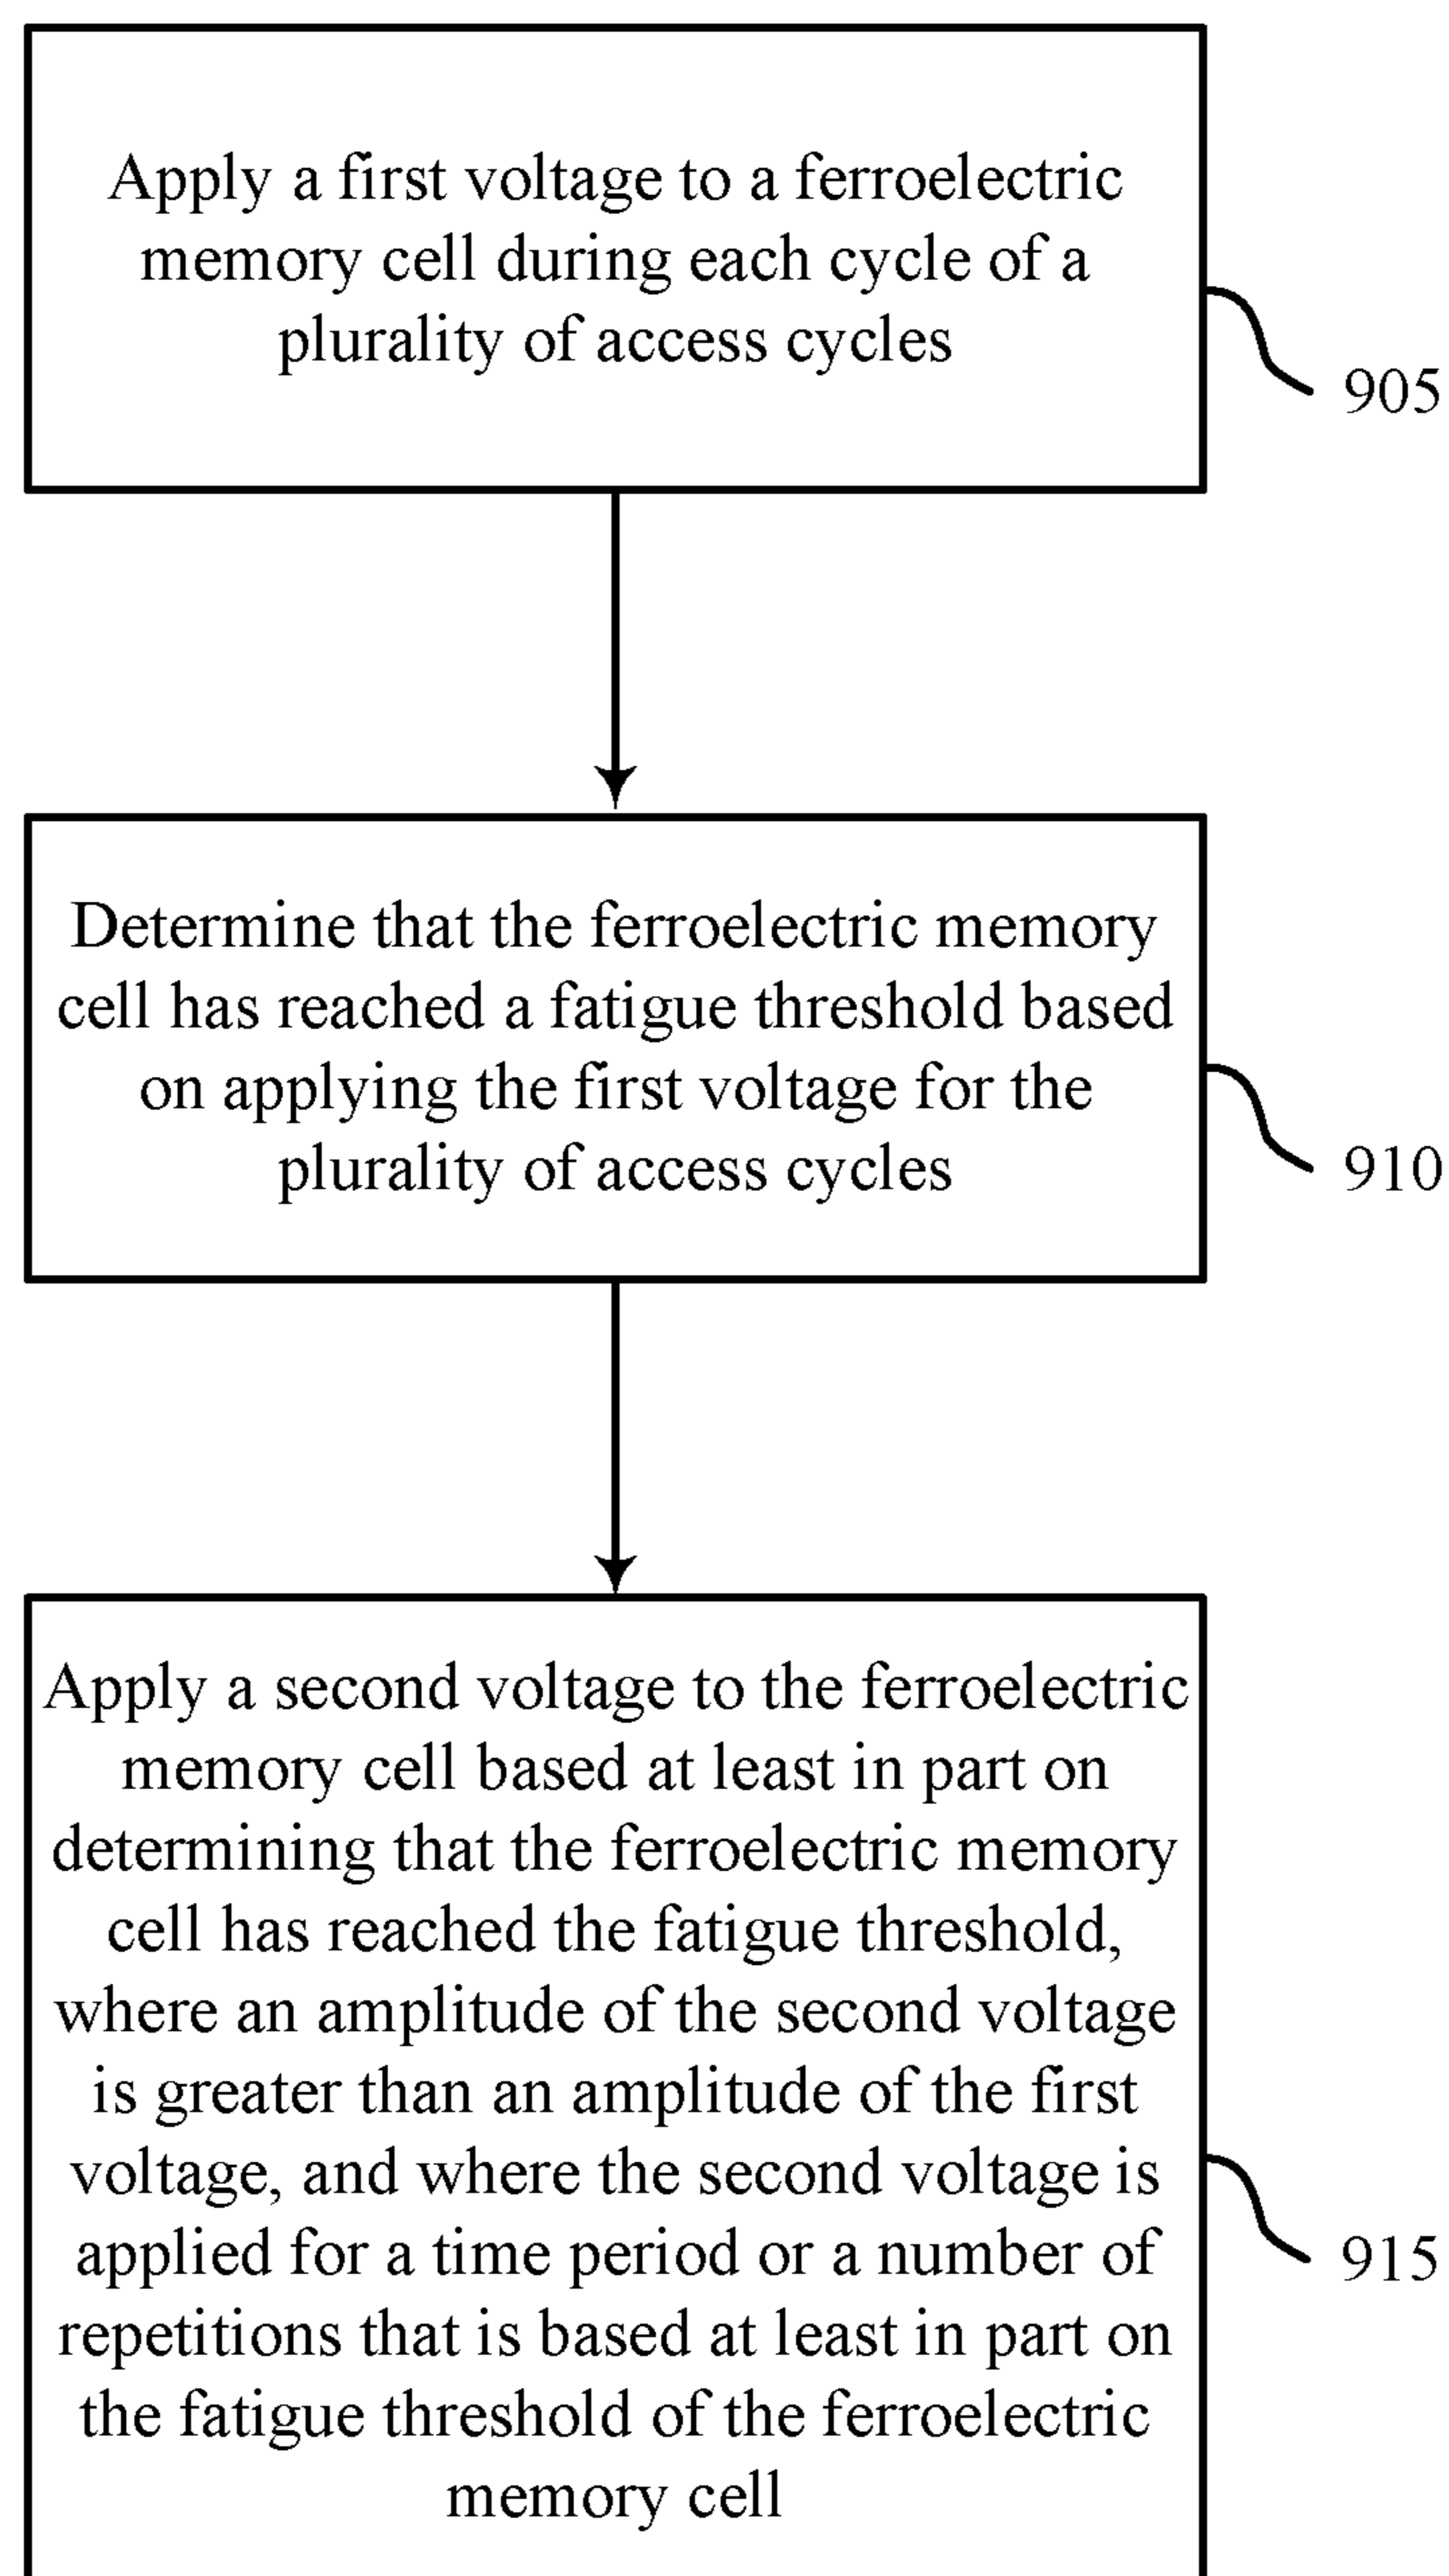 Apply a first voltage to a ferroelectric
memory cell during each cycle of a
plurality of access cycles
905
Determine that the ferroelectric memory
cell has reached a fatigue threshold based
on applying the first voltage for the
plurality of access cycles
910
Apply a second voltage to the ferroelectric
memory cell based at least in part on
determining that the ferroelectric memory
cell has reached the fatigue threshold,
where an amplitude of the second voltage
is greater than an amplitude of the first
voltage, and where the second voltage is
applied for a time period or a number of
repetitions that is based at least in part on
the fatigue threshold of the ferroelectric
memory cell
915